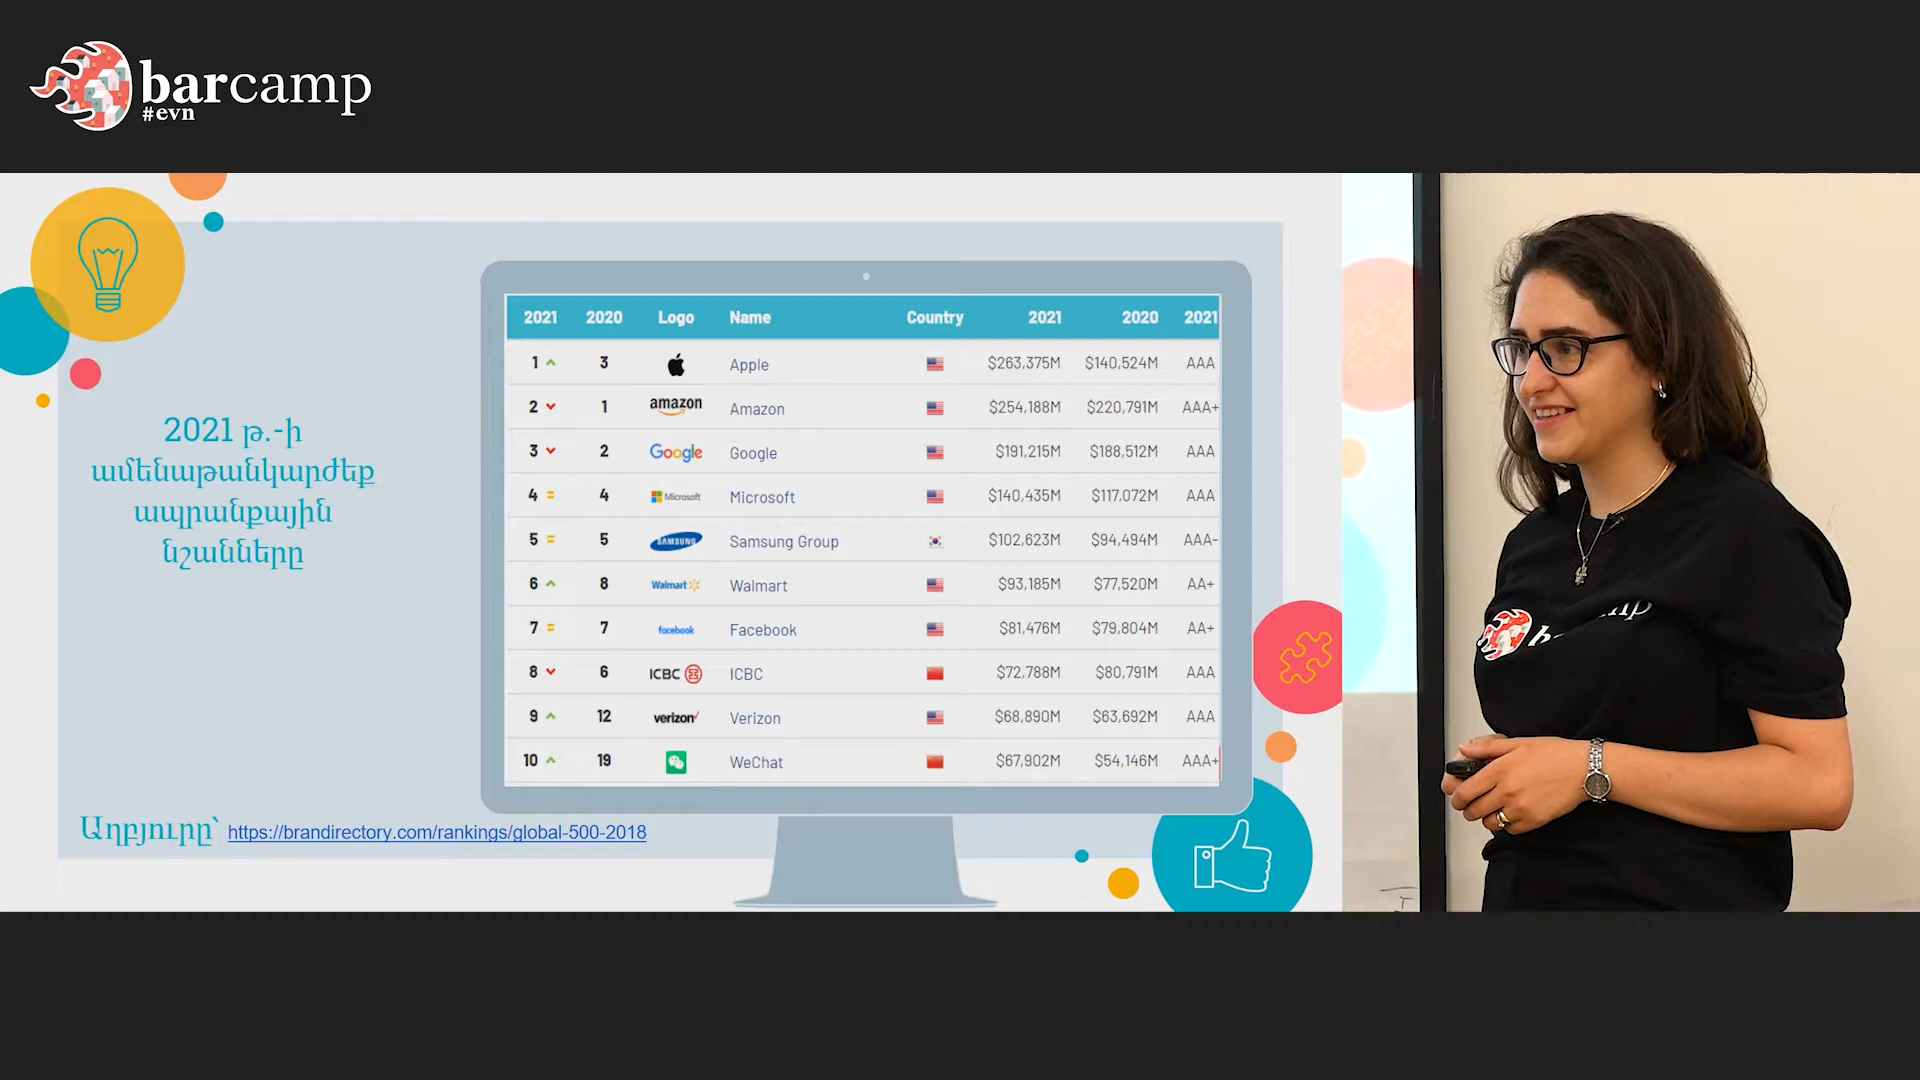 barcamp
#evn
2021 թ.-ի
ամենաթանկարժեք
ապրանքային
նշանները
2021 2020 Logo Name Country 2021 2020 2021
1 3 Apple $263,375M $140,524M AAA
2 1 amazon Amazon $254,188M $220,791M AAA+
3 2 Google Google $191,215M $188,512M AAA
4 = 4 Microsoft Microsoft $140,435M $117,072M AAA
5 = 5 SAMSUNG Samsung Group $102,623M $94,494M AAA-
6 8 Walmart Walmart $93,185M $77,520M AA+
7 = 7 facebook Facebook $81,476M $79,804M AA+
8 6 ICBC ICBC $72,788M $80,791M AAA
9 12 verizon Verizon $68,890M $63,692M AAA
10 19 WeChat $67,902M $54,146M AAA+
Աղբյուրը՝ https://brandirectory.com/rankings/global-500-2018